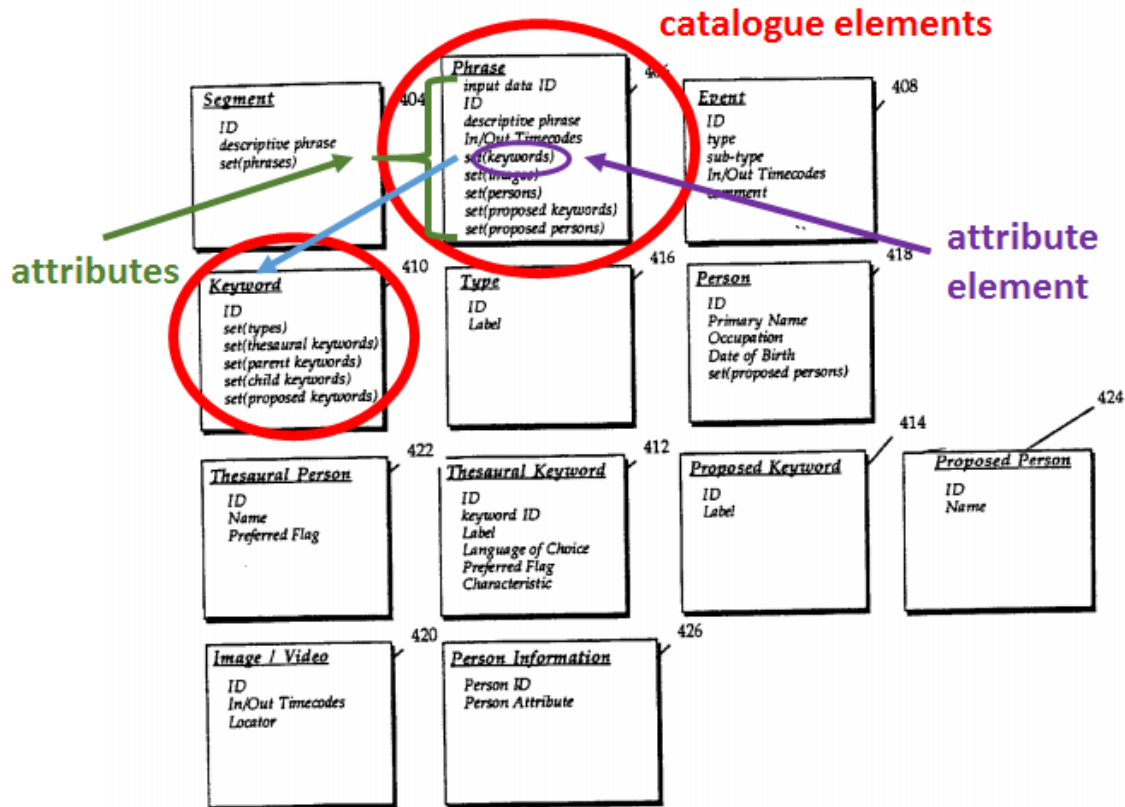 catalogue elements
Segment
404
ID
descriptive phrase
set(phrases)
Phrase
input data ID
ID
descriptive phrase
In/Out Timecodes
set(keywords)
set(images)
set(persons)
set(proposed keywords)
set(proposed persons)
Event
408
ID
type
sub-type
In/Out Timecodes
comment
attributes
attribute
element
Keyword
410
ID
set(types)
set(thesaural keywords)
set(parent keywords)
set(child keywords)
set(proposed keywords)
Type
416
ID
Label
Person
418
ID
Primary Name
Occupation
Date of Birth
set(proposed persons)
Thesaural Person
422
ID
Name
Preferred Flag
Thesaural Keyword
412
ID
keyword ID
Label
Language of Choice
Preferred Flag
Characteristic
Proposed Keyword
414
ID
Label
Proposed Person
424
ID
Name
Image / Video
420
ID
In/Out Timecodes
Locator
Person Information
426
Person ID
Person Attribute